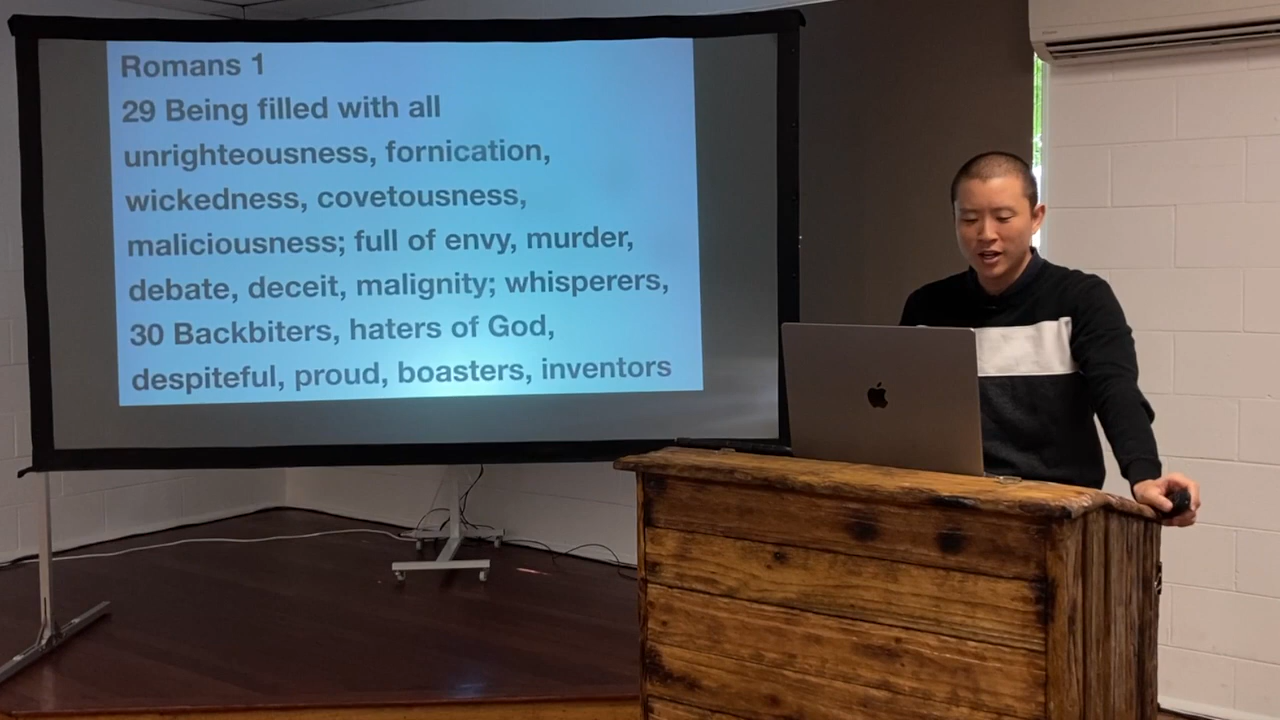 Romans 1
29 Being filled with all
unrighteousness, fornication,
wickedness, covetousness,
maliciousness; full of envy, murder,
debate, deceit, malignity; whisperers,
30 Backbiters, haters of God,
despiteful, proud, boasters, inventors